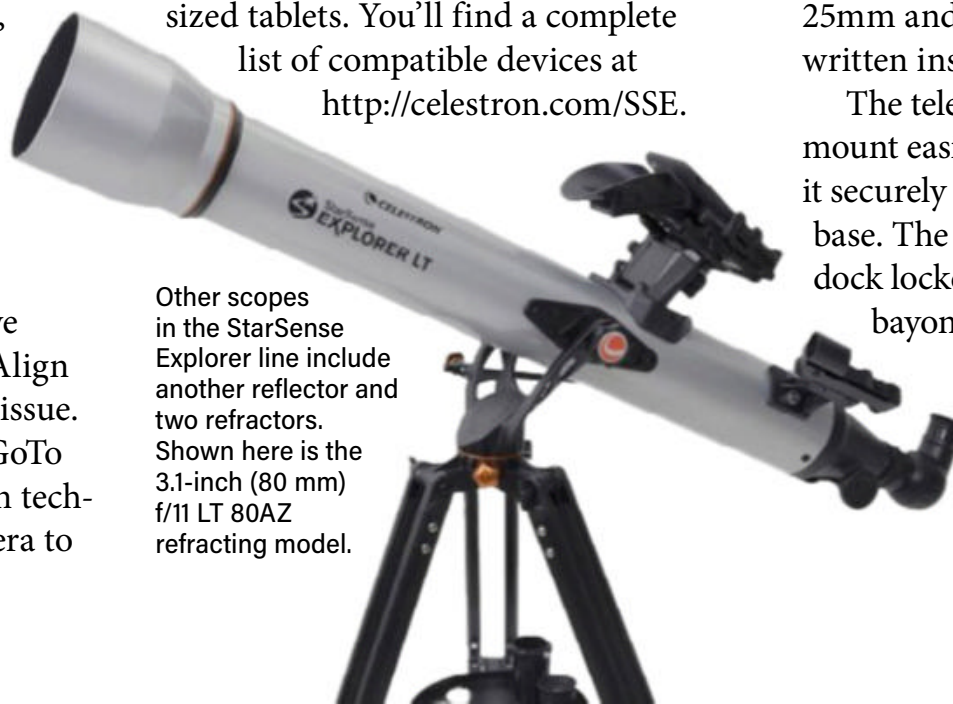 ,
ve
Align
issue.
GoTo
n tech-
era to
sized tablets. You’ll find a complete
list of compatible devices at
http://celestron.com/SSE.
CELESTRON
StarSense
EXPLORER LT
Other scopes
in the StarSense
Explorer line include
another reflector and
two refractors.
Shown here is the
3.1-inch (80 mm)
f/11 LT 80AZ
refracting model.
25mm and
written ins
The tele
mount easi
it securely
base. The
dock locke
bayon